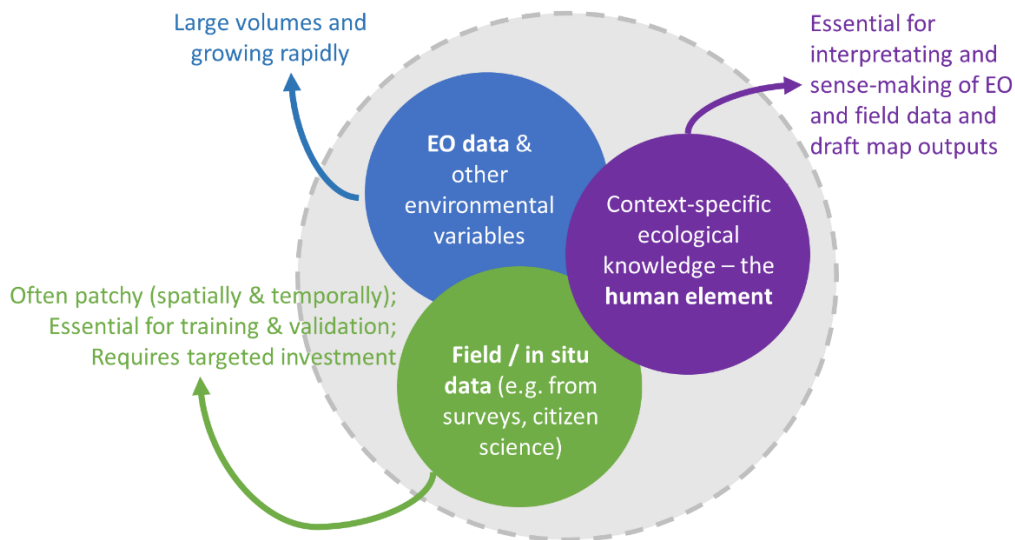 Large volumes and
growing rapidly
Essential for
interpretating and
sense-making of EO
and field data and
draft map outputs
EO data &
other
environmental
variables
Context-specific
ecological
knowledge – the
human element
Often patchy (spatially & temporally);
Essential for training & validation;
Requires targeted investment
Field / in situ
data (e.g. from
surveys, citizen
science)